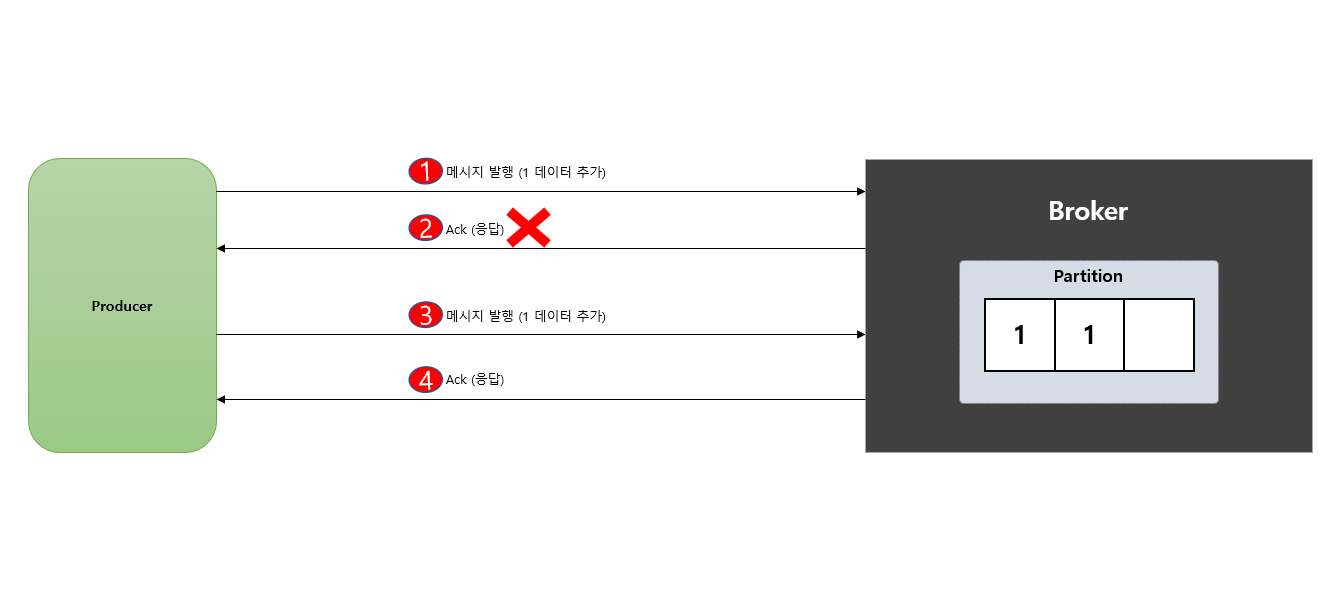 1 메시지 발행 (1 데이터 추가)
2 Ack (응답)
3 메시지 발행 (1 데이터 추가)
4 Ack (응답)
Producer
Broker
Partition
1 1